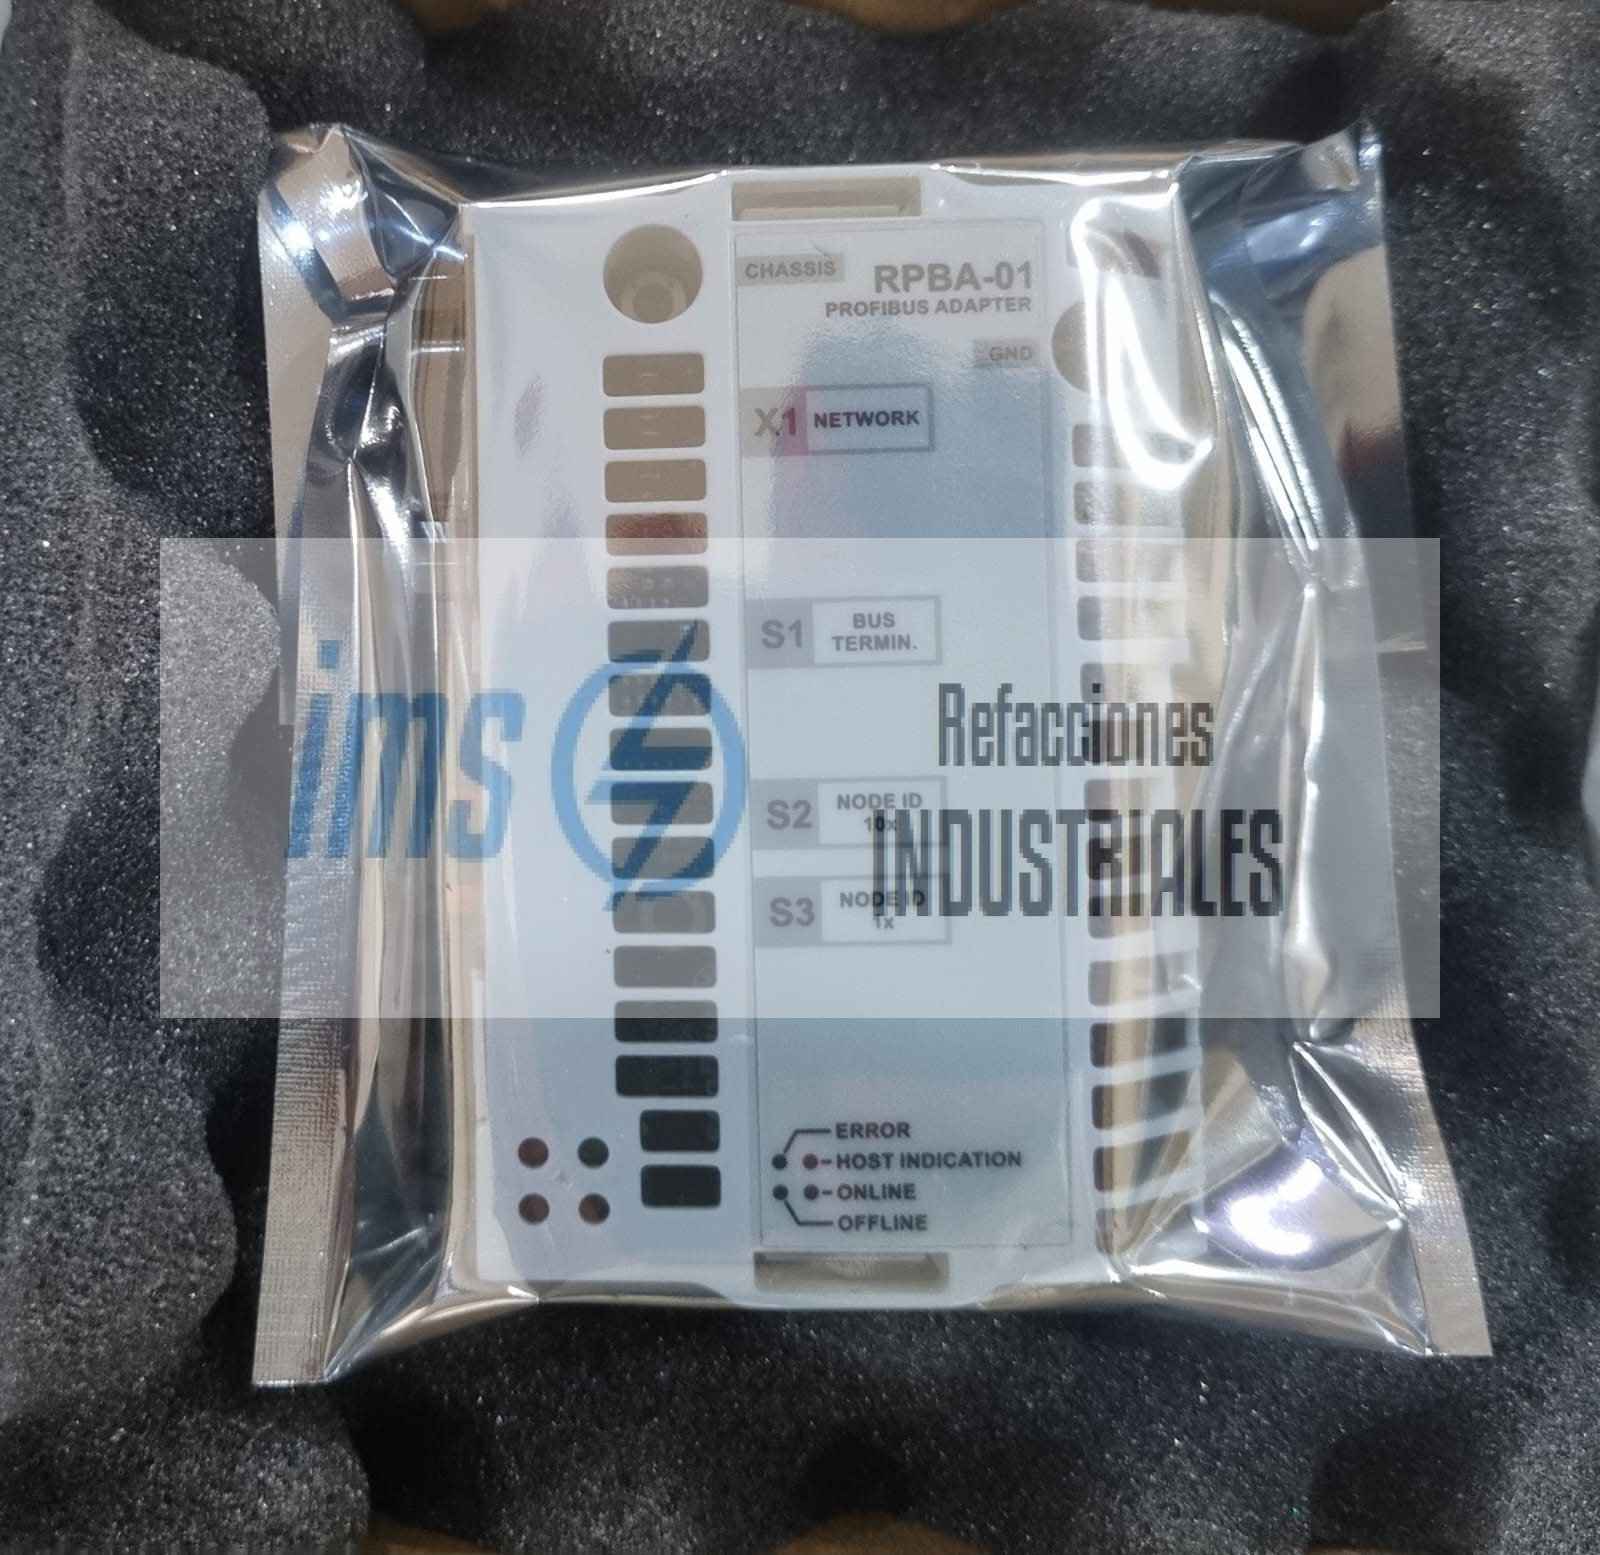 CHASSIS
RPBA-01
PROFIBUS ADAPTER
GND
X1 NETWORK
S1 BUS
TERMIN.
ims
Refacciones
INDUSTRIALES
S2 NODE ID
10x
S3 NODE ID
1x
ERROR
HOST INDICATION
ONLINE
OFFLINE